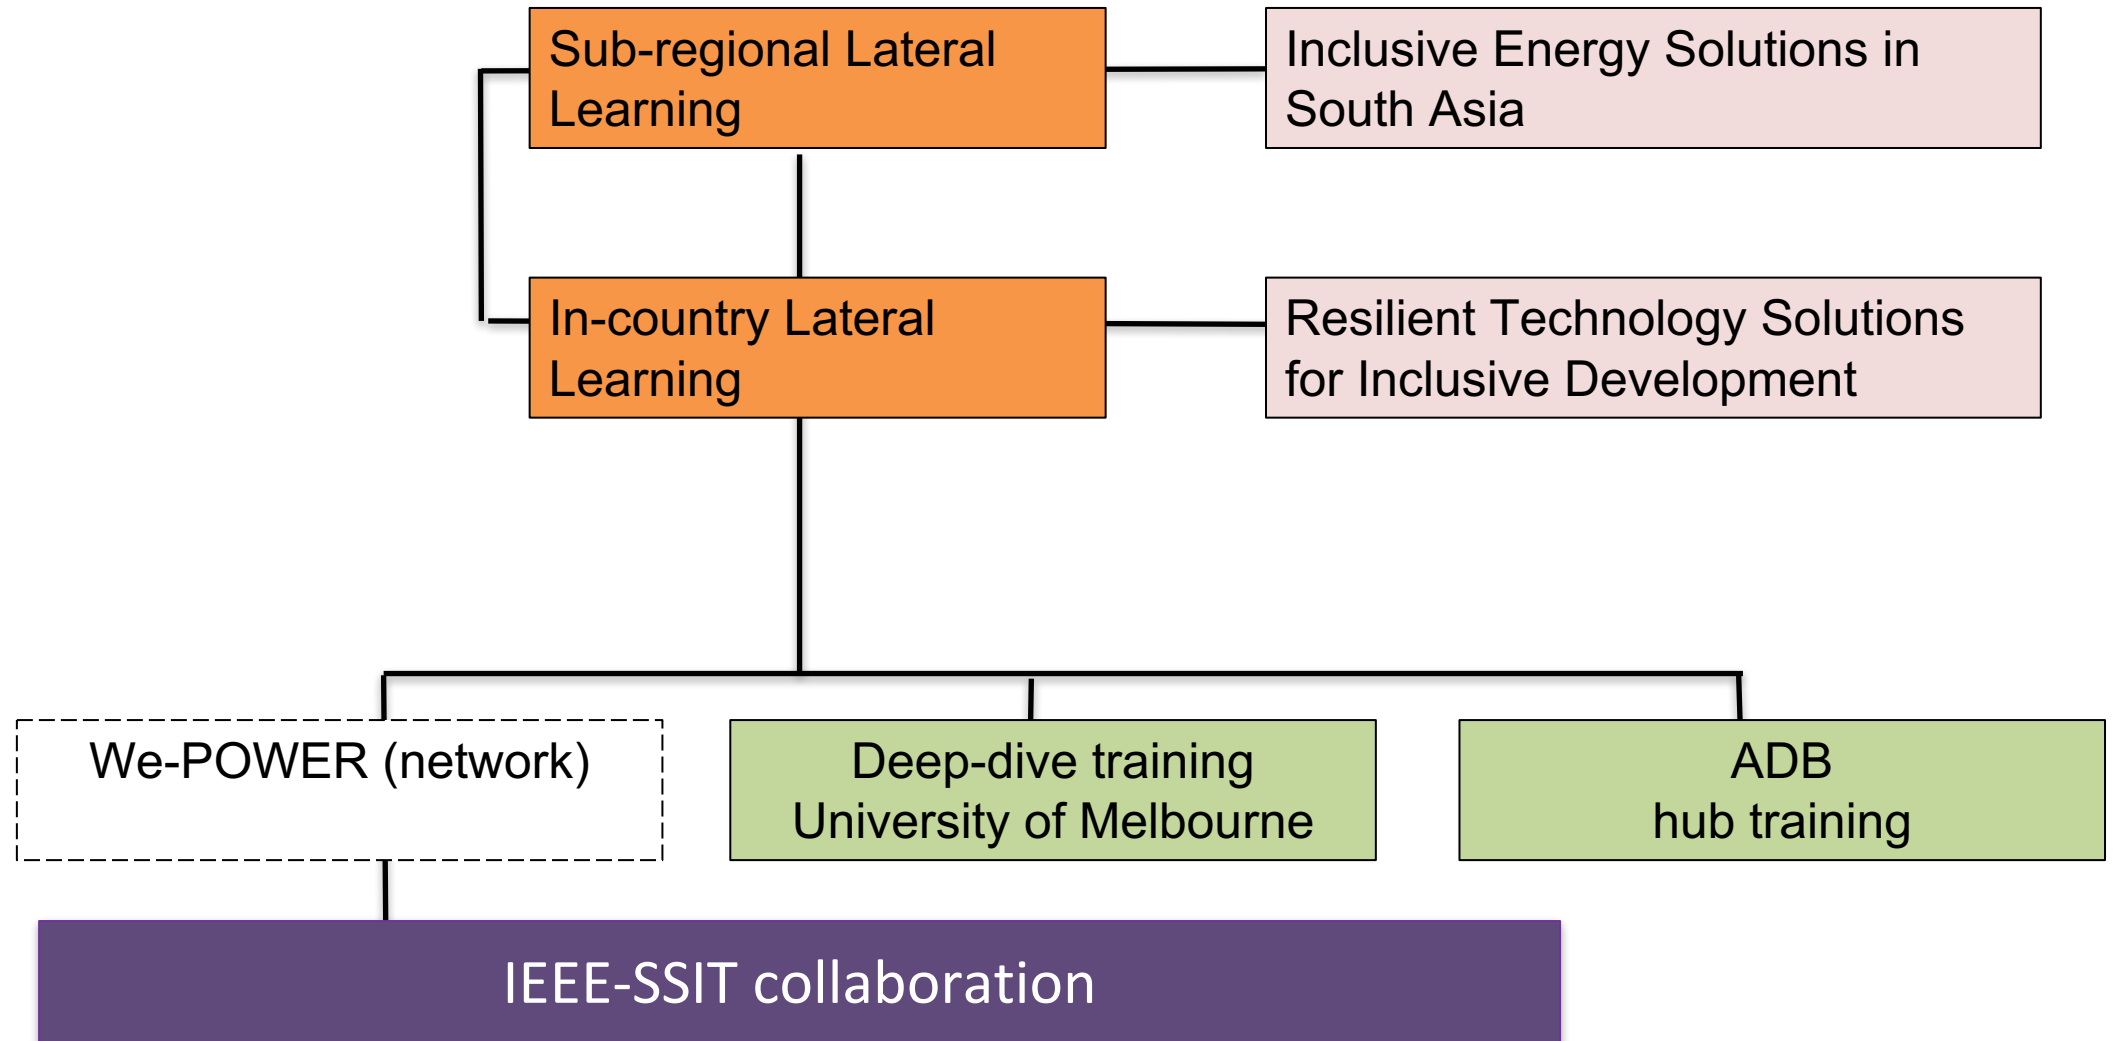 Sub-regional Lateral
Learning
Inclusive Energy Solutions in
South Asia
In-country Lateral
Learning
Resilient Technology Solutions
for Inclusive Development
We-POWER (network)
Deep-dive training
University of Melbourne
ADB
hub training
IEEE-SSIT collaboration